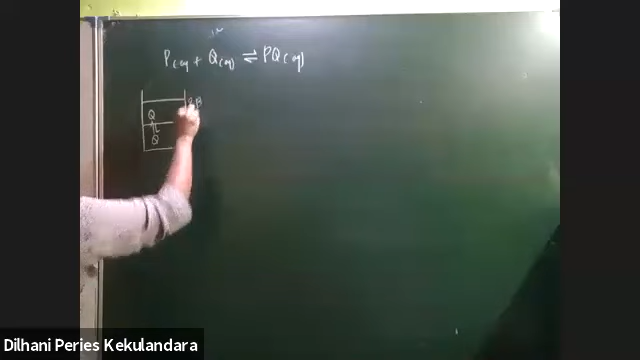 P(aq) + Q(aq) ⇌ PQ(aq)
Q
Q
Dilhani Peries Kekulandara